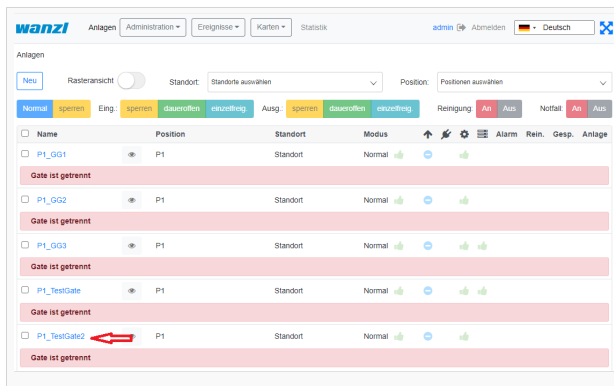 wanzl Anlagen Administration Ereignisse Karten Statistik admin Abmelden Deutsch
Anlagen
Neu Rasteransicht Standort: Standorte auswählen Position: Positionen auswählen
Normal sperren Eing.: sperren daueroffen einzelfreig. Ausg.: sperren daueroffen einzelfreig. Reinigung: An Aus Notfall: An Aus
Name Position Standort Modus Alarm Rein. Gesp. Anlage
P1_GG1 P1 Standort Normal
Gate ist getrennt
P1_GG2 P1 Standort Normal
Gate ist getrennt
P1_GG3 P1 Standort Normal
Gate ist getrennt
P1_TestGate P1 Standort Normal
Gate ist getrennt
P1_TestGate2 P1 Standort Normal
Gate ist getrennt